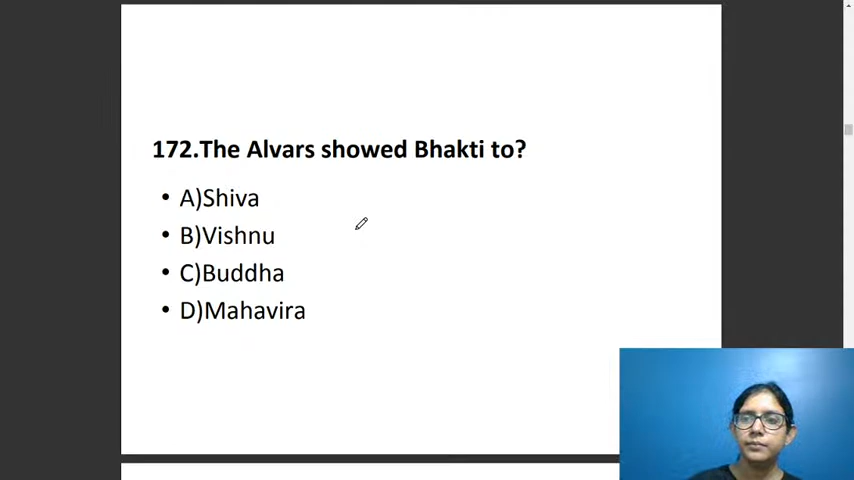 172.The Alvars showed Bhakti to?
• A)Shiva
• B)Vishnu
• C)Buddha
• D)Mahavira